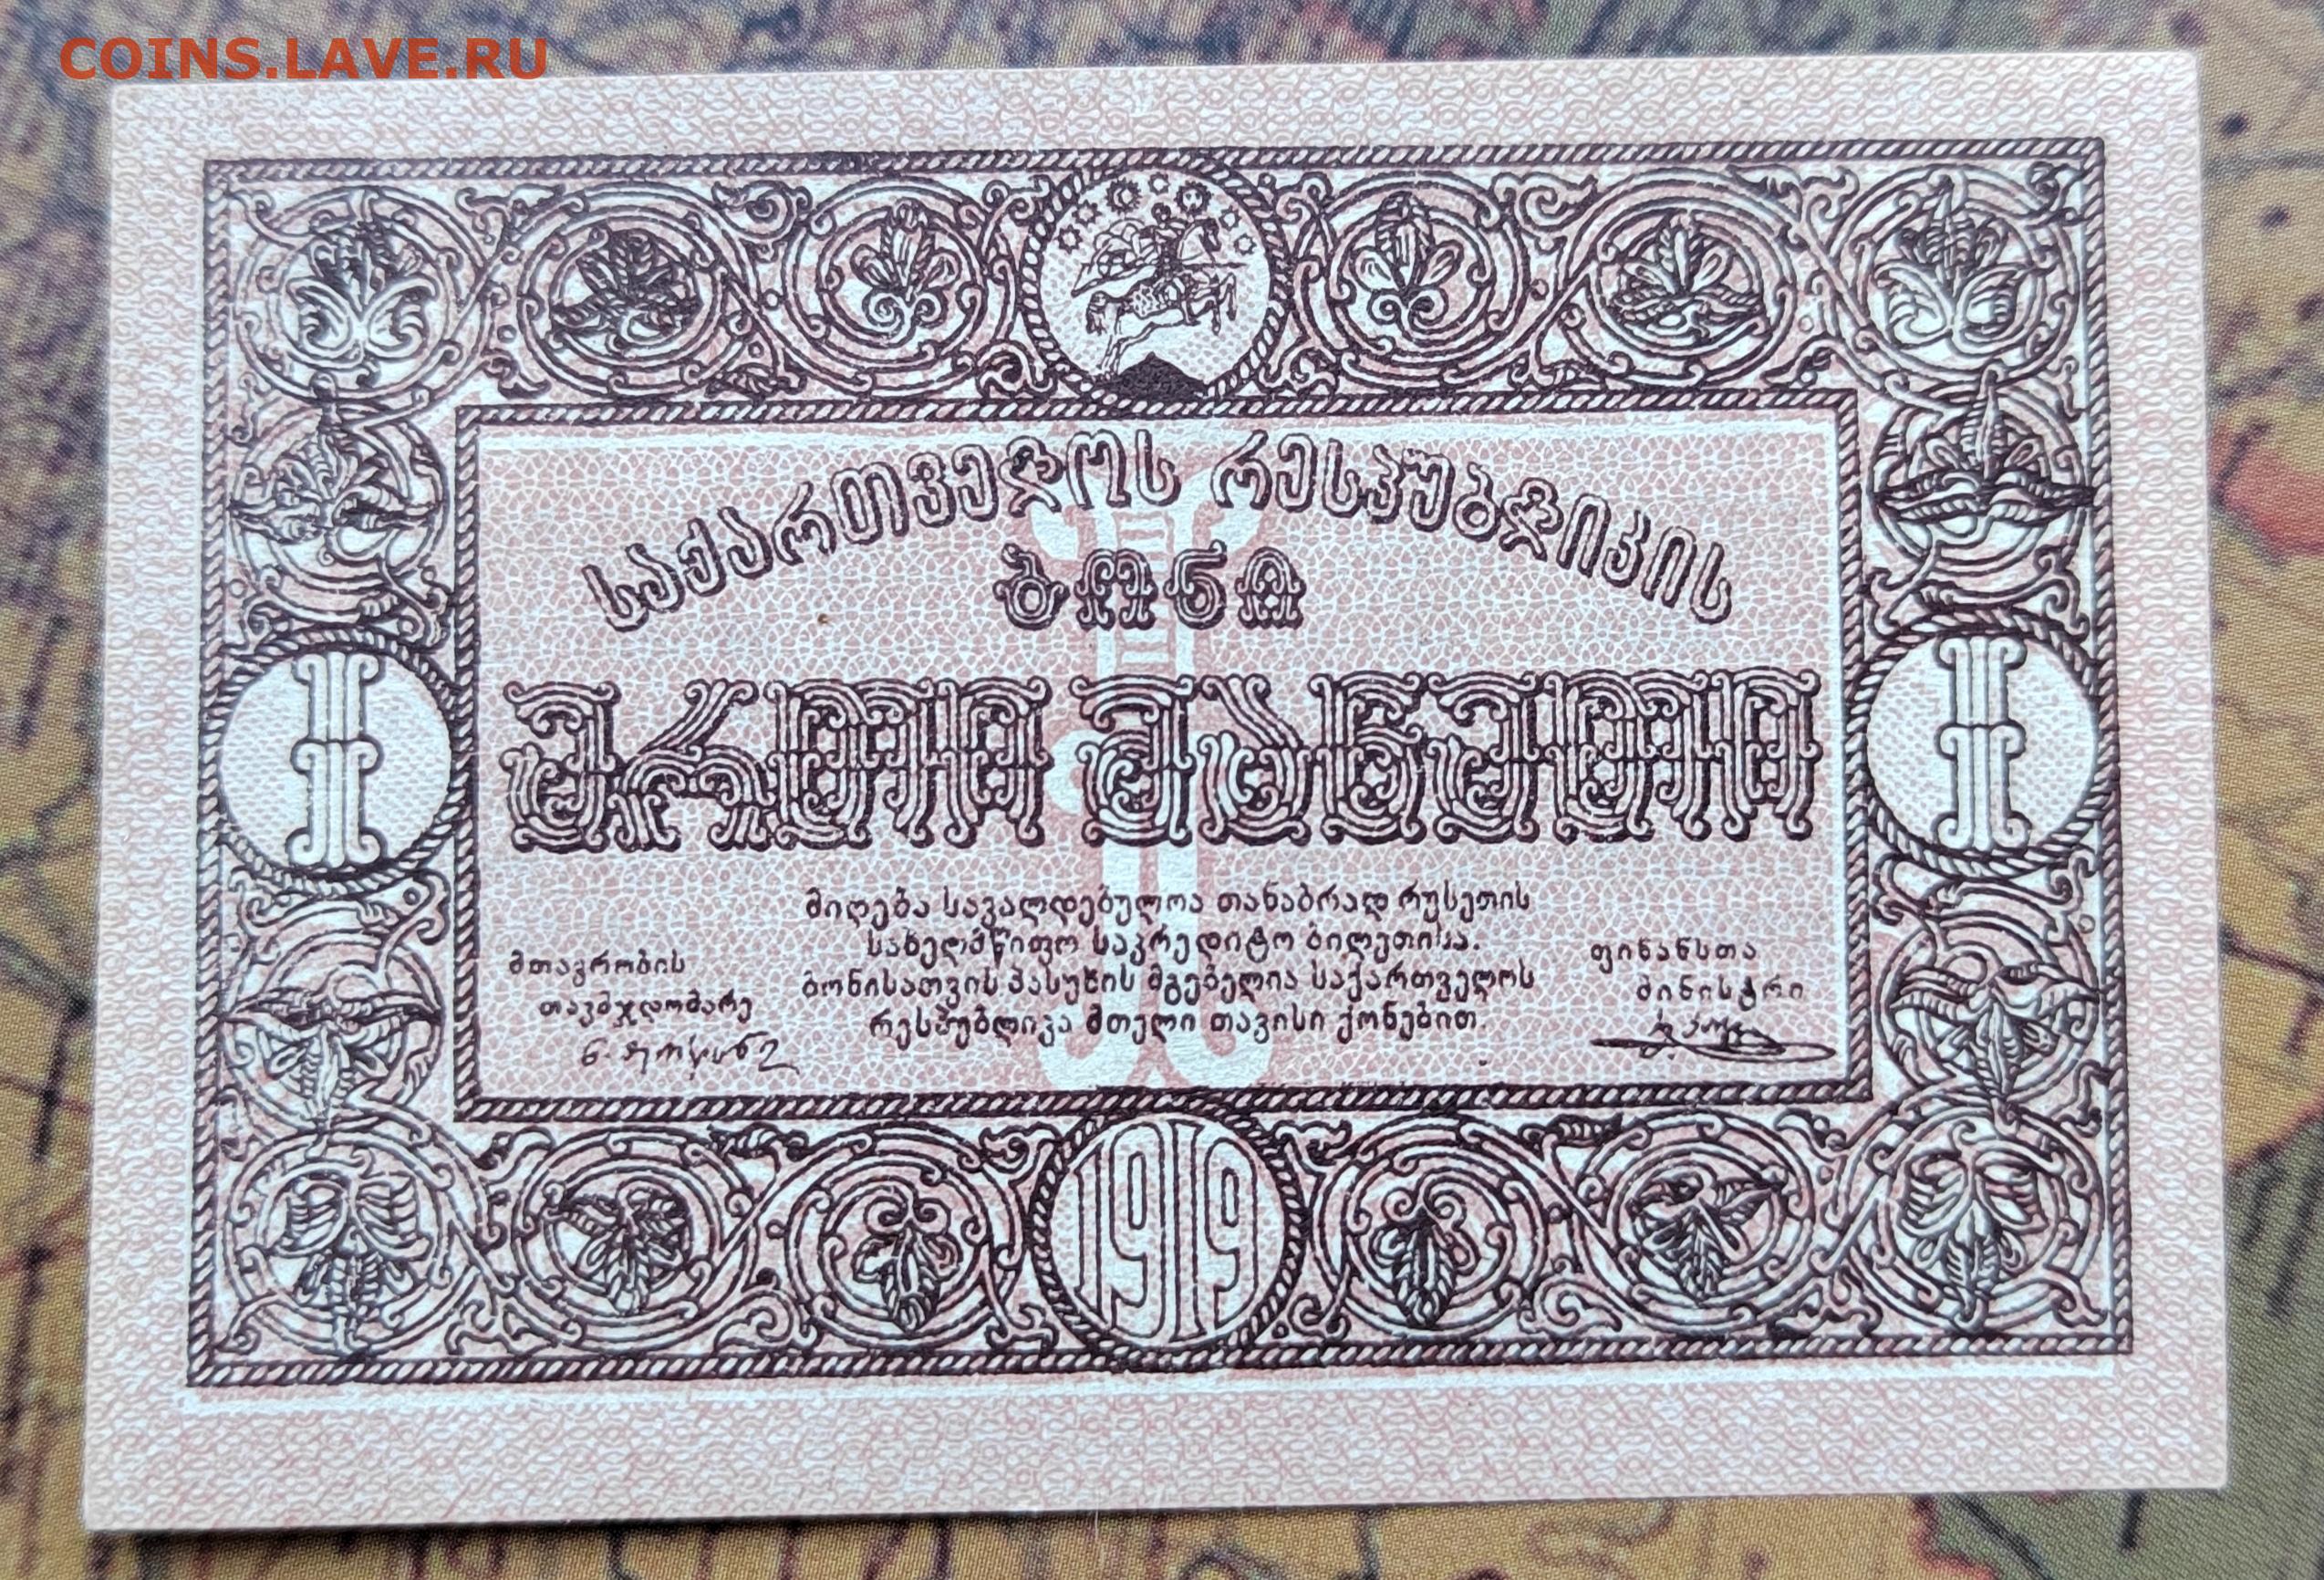 COINS.LAVE.RU
საქართველოს რესპუბლიკის
ბონი
ერთი მანეთი
I
I
მიღება სავალდებულოა თანაბრად რუსეთის
სახელმწიფო საკრედიტო ბილეთისა.
ბონისათვის პასუხის მგებელია საქართველოს
რესპუბლიკა მთელი თავისი ქონებით.
მთავრობის
თავმჯდომარე
ფინანსთა
მინისტრი
1919